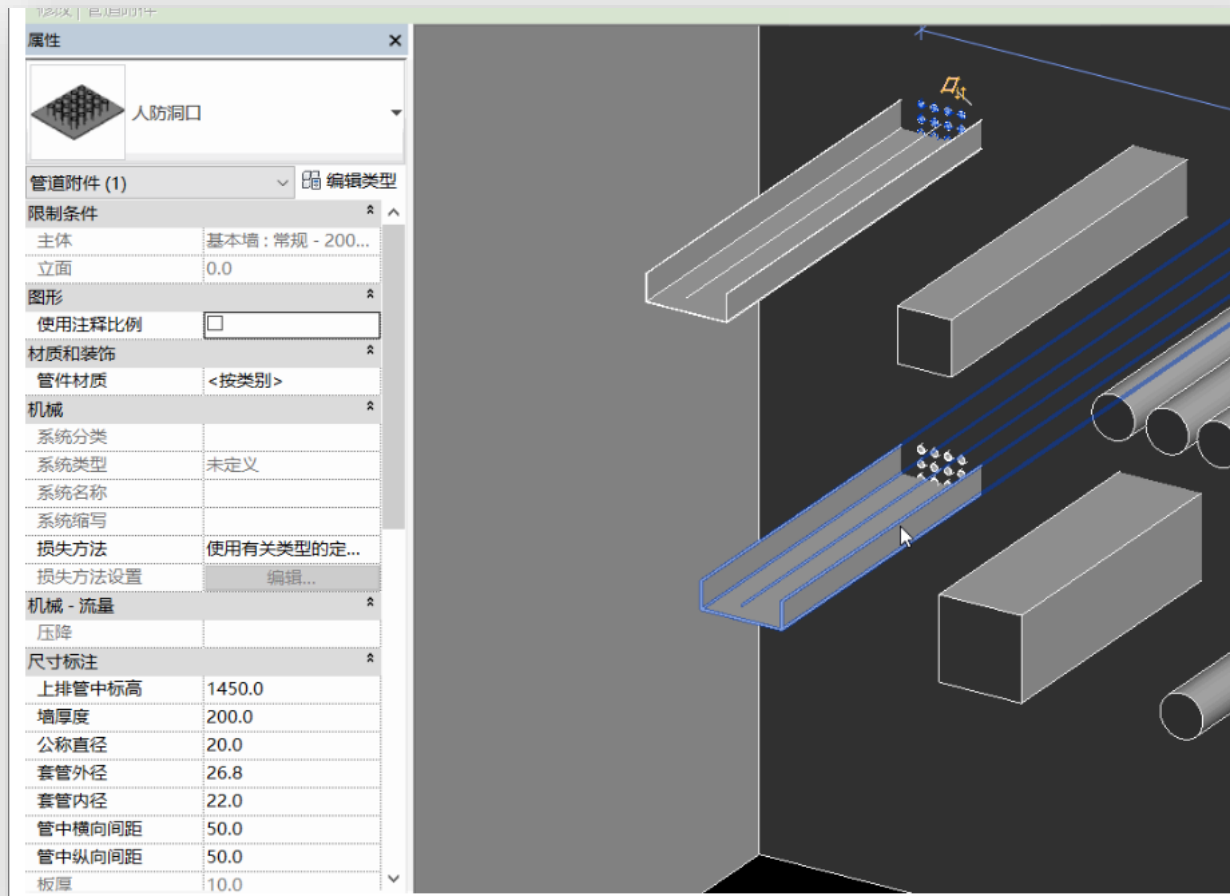 修改 | 管道附件
属性
人防洞口
管道附件 (1)
编辑类型
限制条件
主体 基本墙 : 常规 - 200...
立面 0.0
图形
使用注释比例
材质和装饰
管件材质 <按类别>
机械
系统分类
系统类型 未定义
系统名称
系统缩写
损失方法 使用有关类型的定...
损失方法设置 编辑...
机械 - 流量
压降
尺寸标注
上排管中标高 1450.0
墙厚度 200.0
公称直径 20.0
套管外径 26.8
套管内径 22.0
管中横向间距 50.0
管中纵向间距 50.0
板厚 10.0